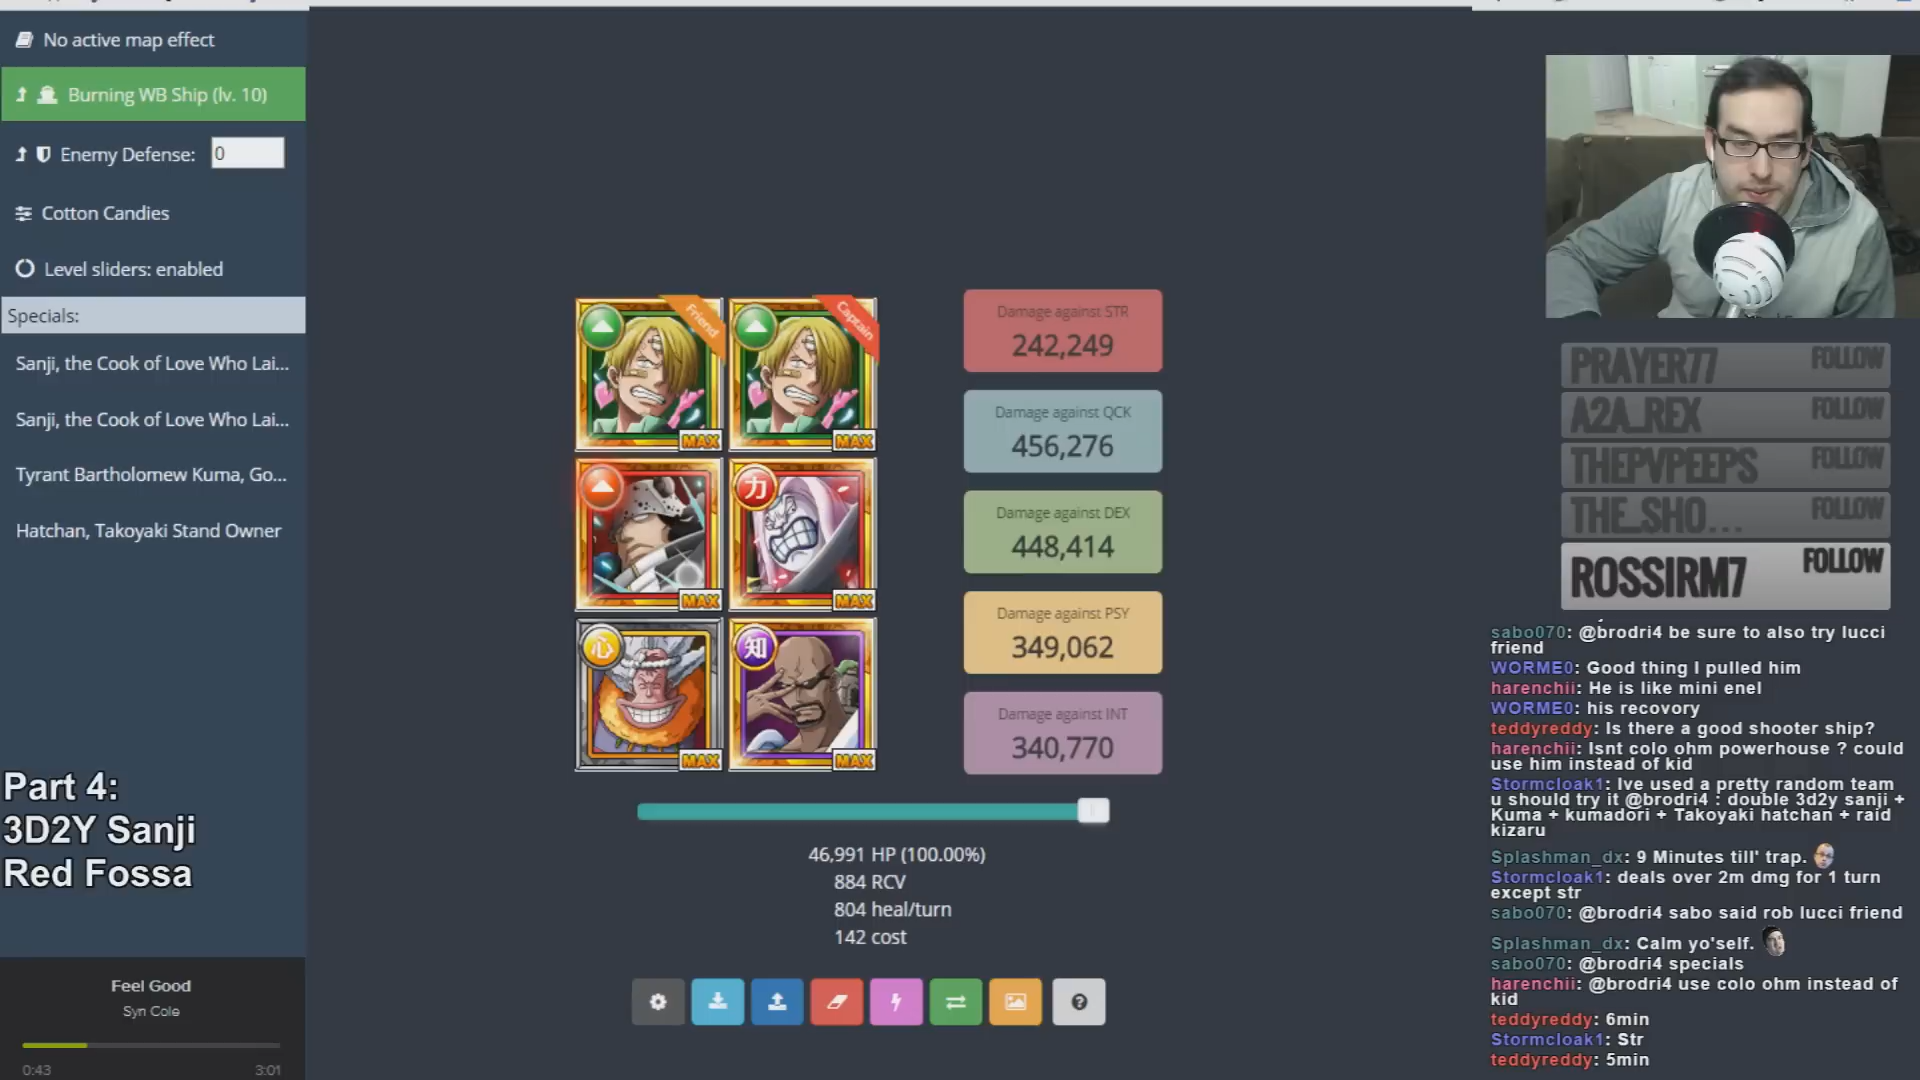 No active map effect
Burning WB Ship (lv. 10)
Enemy Defense: 0
Cotton Candies
Level sliders: enabled
Specials:
Sanji, the Cook of Love Who Lai...
Sanji, the Cook of Love Who Lai...
Tyrant Bartholomew Kuma, Go...
Hatchan, Takoyaki Stand Owner
Part 4:
3D2Y Sanji
Red Fossa
Feel Good
Syn Cole
0:43 3:01
Friend
Captain
MAX MAX
力
MAX MAX
心 知
MAX MAX
Damage against STR
242,249
Damage against QCK
456,276
Damage against DEX
448,414
Damage against PSY
349,062
Damage against INT
340,770
46,991 HP (100.00%)
884 RCV
804 heal/turn
142 cost
?
PRAYER77 FOLLOW
A2A_REX FOLLOW
THEPVPEEPS FOLLOW
THE_SHO... FOLLOW
ROSSIRM7 FOLLOW
sabo070: @brodri4 be sure to also try lucci
friend
WORME0: Good thing I pulled him
harenchii: He is like mini enel
WORME0: his recovory
teddyreddy: Is there a good shooter ship?
harenchii: Isnt colo ohm powerhouse ? could
use him instead of kid
Stormcloak1: Ive used a pretty random team
u should try it @brodri4 : double 3d2y sanji +
Kuma + kumadori + Takoyaki hatchan + raid
kizaru
Splashman_dx: 9 Minutes till' trap.
Stormcloak1: deals over 2m dmg for 1 turn
except str
sabo070: @brodri4 sabo said rob lucci friend
Splashman_dx: Calm yo'self.
sabo070: @brodri4 specials
harenchii: @brodri4 use colo ohm instead of
kid
teddyreddy: 6min
Stormcloak1: Str
teddyreddy: 5min